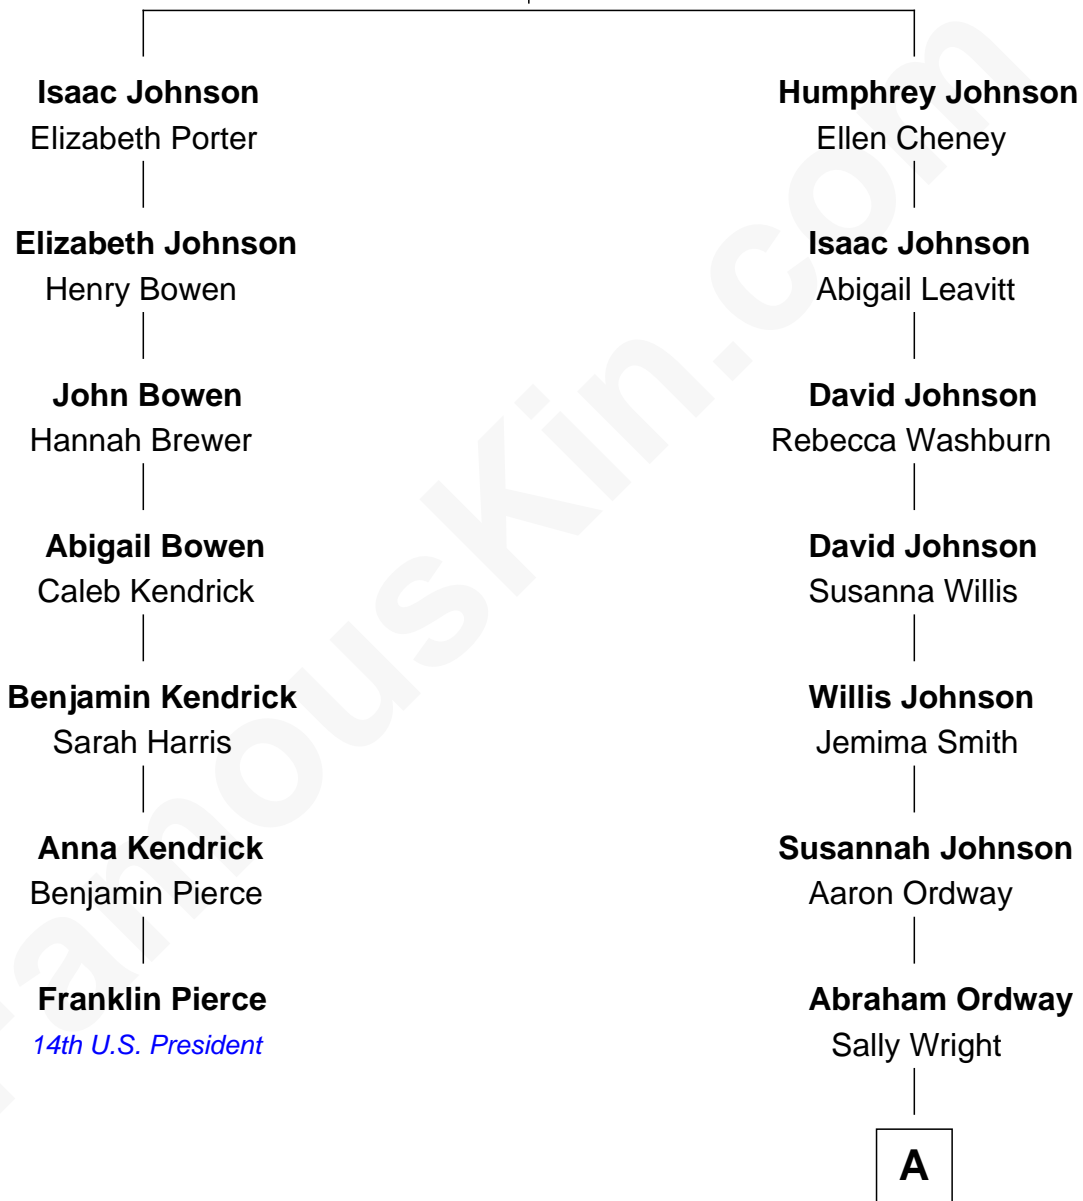 Isaac Johnson
Elizabeth Porter
Elizabeth Johnson
Henry Bowen
John Bowen
Hannah Brewer
Abigail Bowen
Caleb Kendrick
Benjamin Kendrick
Sarah Harris
Anna Kendrick
Benjamin Pierce
Franklin Pierce
14th U.S. President
Humphrey Johnson
Ellen Cheney
Isaac Johnson
Abigail Leavitt
David Johnson
Rebecca Washburn
David Johnson
Susanna Willis
Willis Johnson
Jemima Smith
Susannah Johnson
Aaron Ordway
Abraham Ordway
Sally Wright
A
FamousKin.com